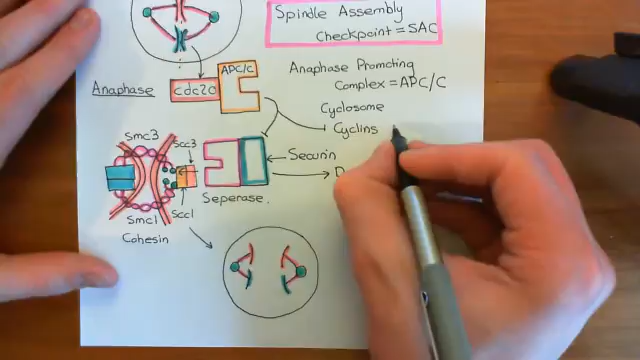 Spindle Assembly
Checkpoint = SAC
Anaphase
cdc20
APC/C
Anaphase Promoting
Complex = APC/C
Cyclosome
Cyclins
Smc3
Scc3
Securin
Seperase.
Scc1
Smc1
Cohesin
D